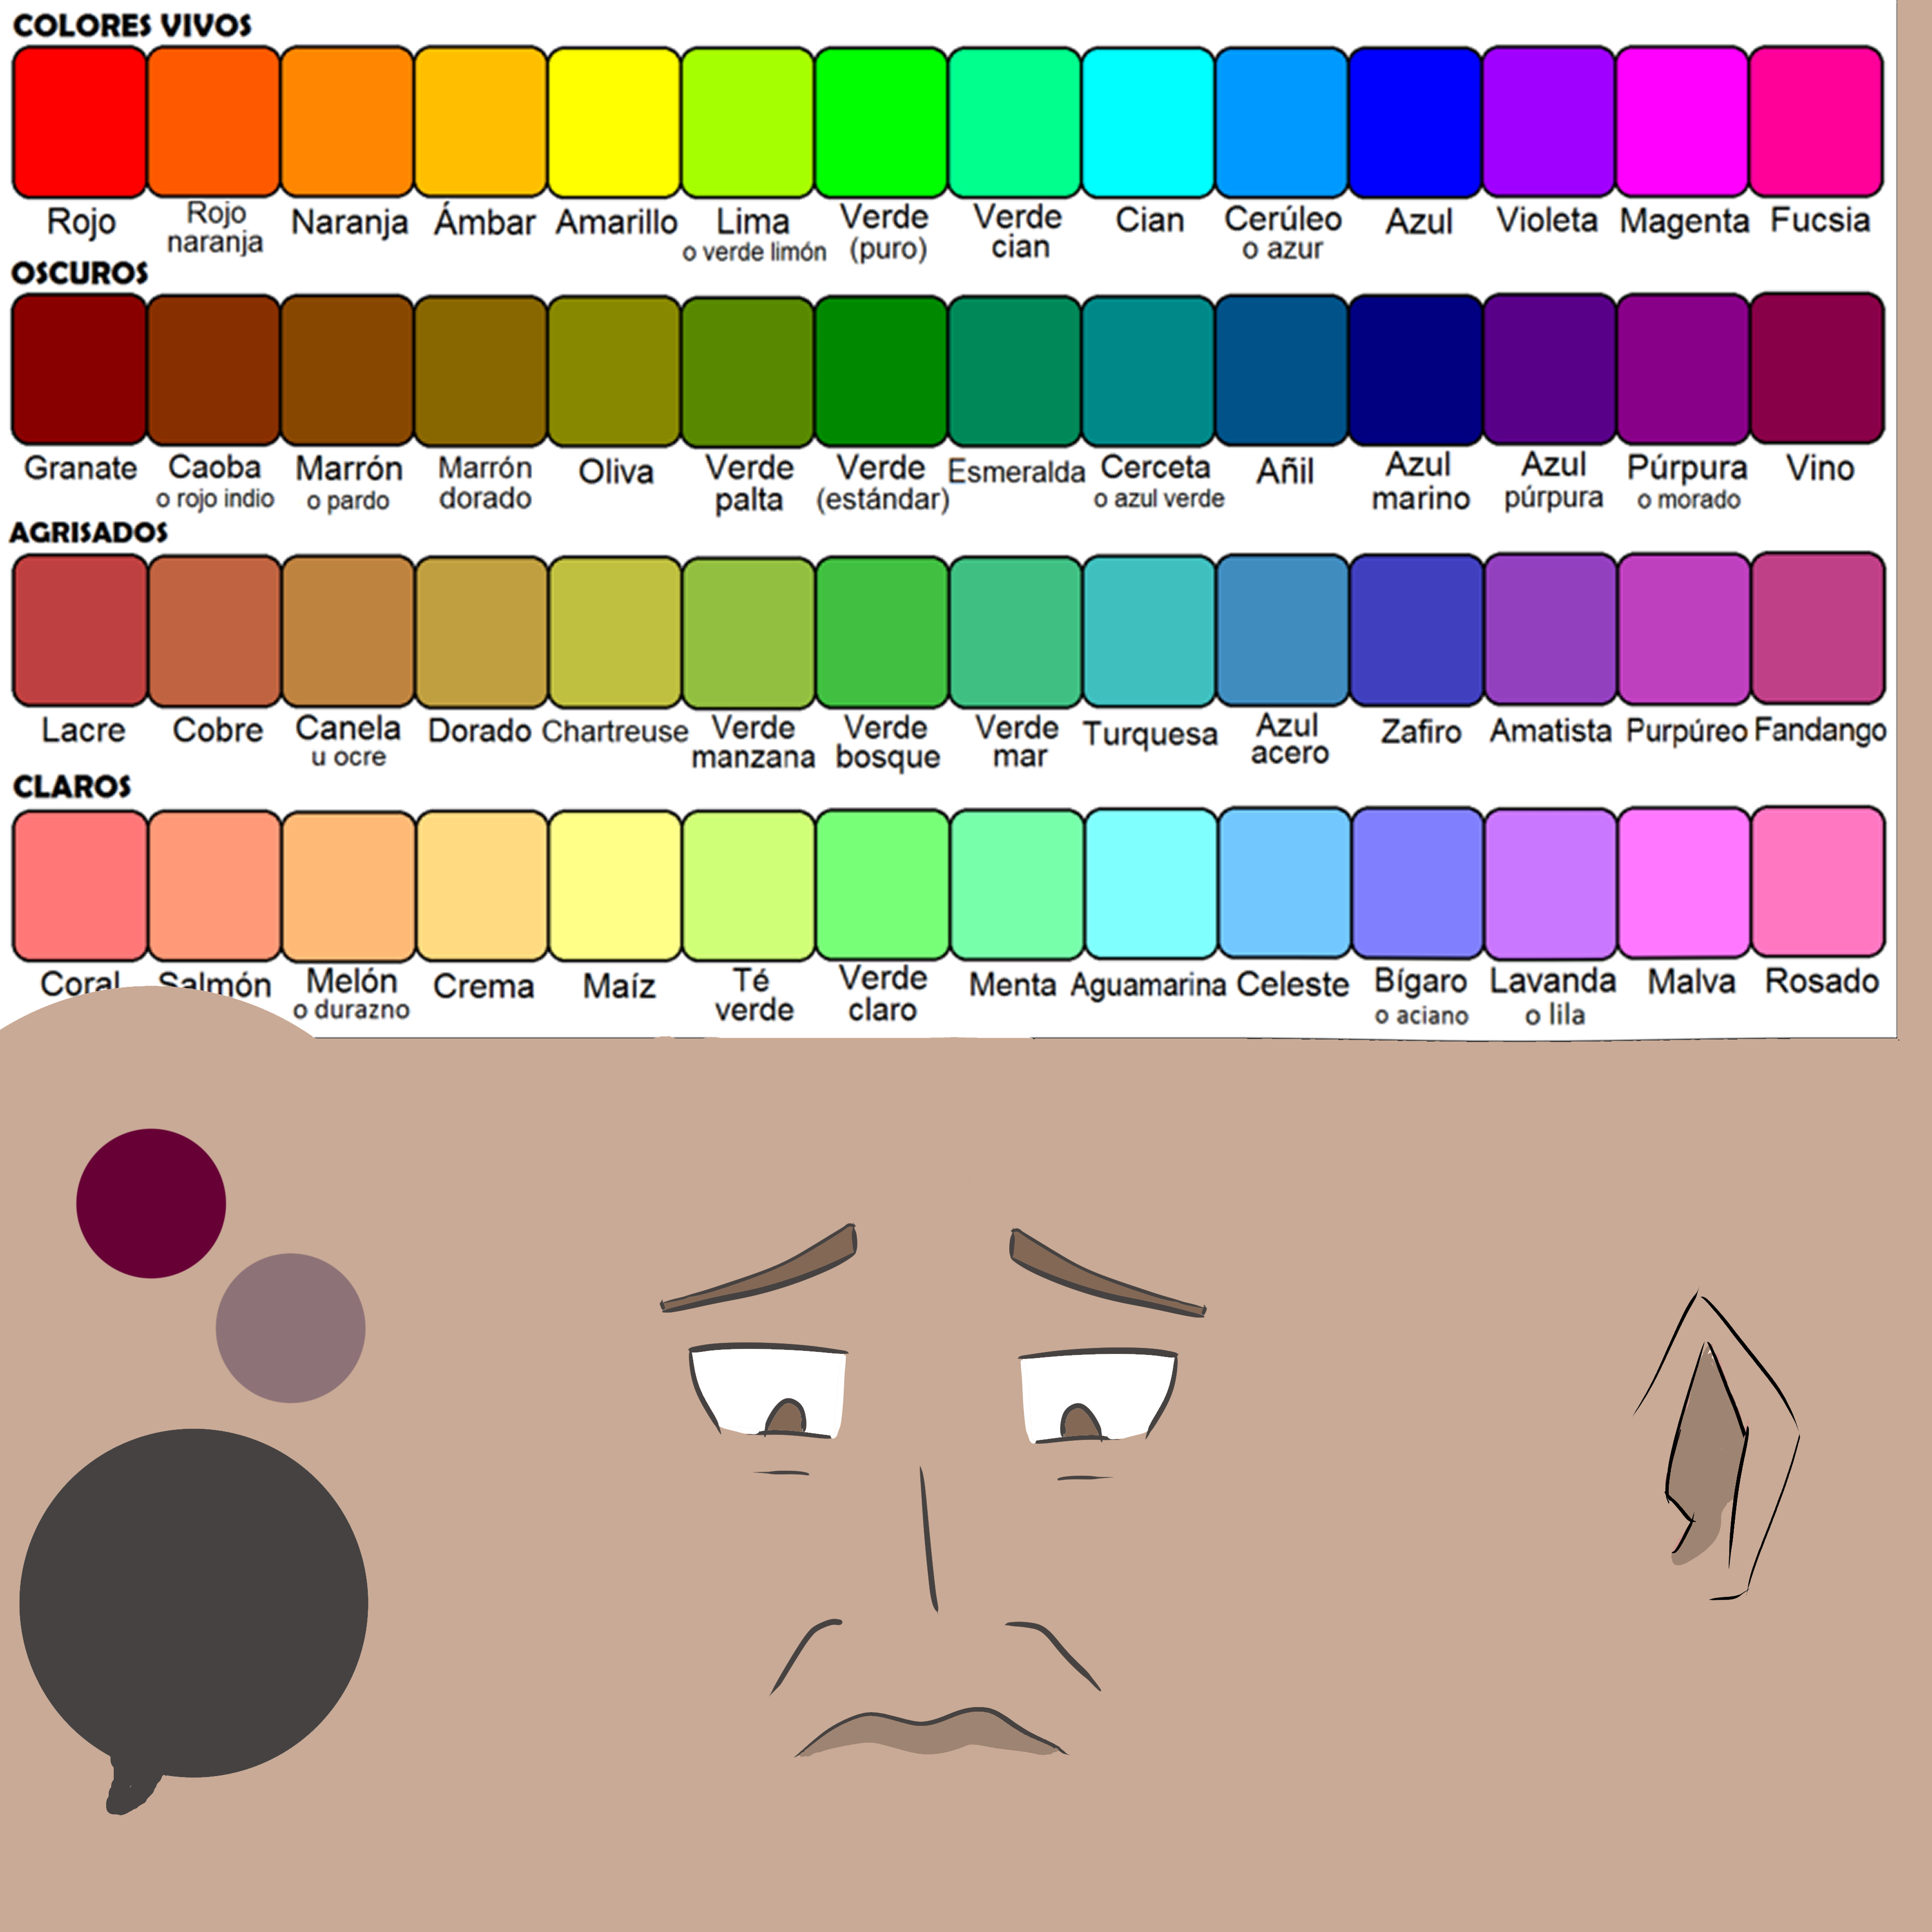 COLORES VIVOS
Rojo
Rojo
naranja
Naranja
Ámbar
Amarillo
Lima
o verde limón
Verde
(puro)
Verde
cian
Cian
Cerúleo
o azur
Azul
Violeta
Magenta
Fucsia
OSCUROS
Granate
Caoba
o rojo indio
Marrón
o pardo
Marrón
dorado
Oliva
Verde
palta
Verde
(estándar)
Esmeralda
Cerceta
o azul verde
Añil
Azul
marino
Azul
púrpura
Púrpura
o morado
Vino
AGRISADOS
Lacre
Cobre
Canela
u ocre
Dorado
Chartreuse
Verde
manzana
Verde
bosque
Verde
mar
Turquesa
Azul
acero
Zafiro
Amatista
Purpúreo
Fandango
CLAROS
Coral
Salmón
Melón
o durazno
Crema
Maíz
Té
verde
Verde
claro
Menta
Aguamarina
Celeste
Bígaro
o aciano
Lavanda
o lila
Malva
Rosado